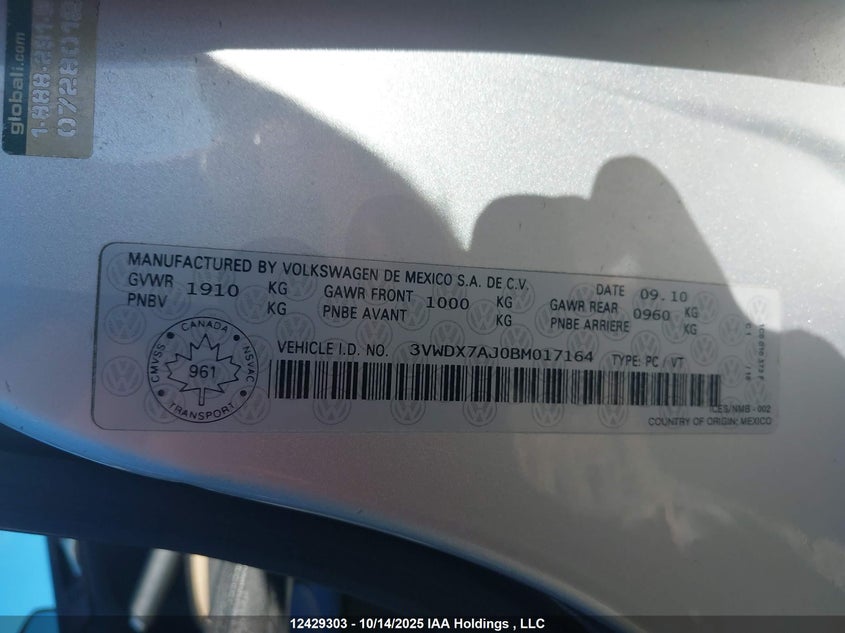 globali.com
MANUFACTURED BY VOLKSWAGEN DE MEXICO S.A. DE C.V.
GVWR 1910 KG GAWR FRONT 1000 KG GAWR REAR 0960 KG DATE 09.10
PNBV KG PNBE AVANT KG PNBE ARRIERE KG
VEHICLE I.D. NO. 3VWDX7AJ0BM017164 TYPE: PC / VT
CANADA
CMVSS 961 NSVAC
TRANSPORT
ICES/NMB - 002
COUNTRY OF ORIGIN: MEXICO
12429303 - 10/14/2025 IAA Holdings , LLC